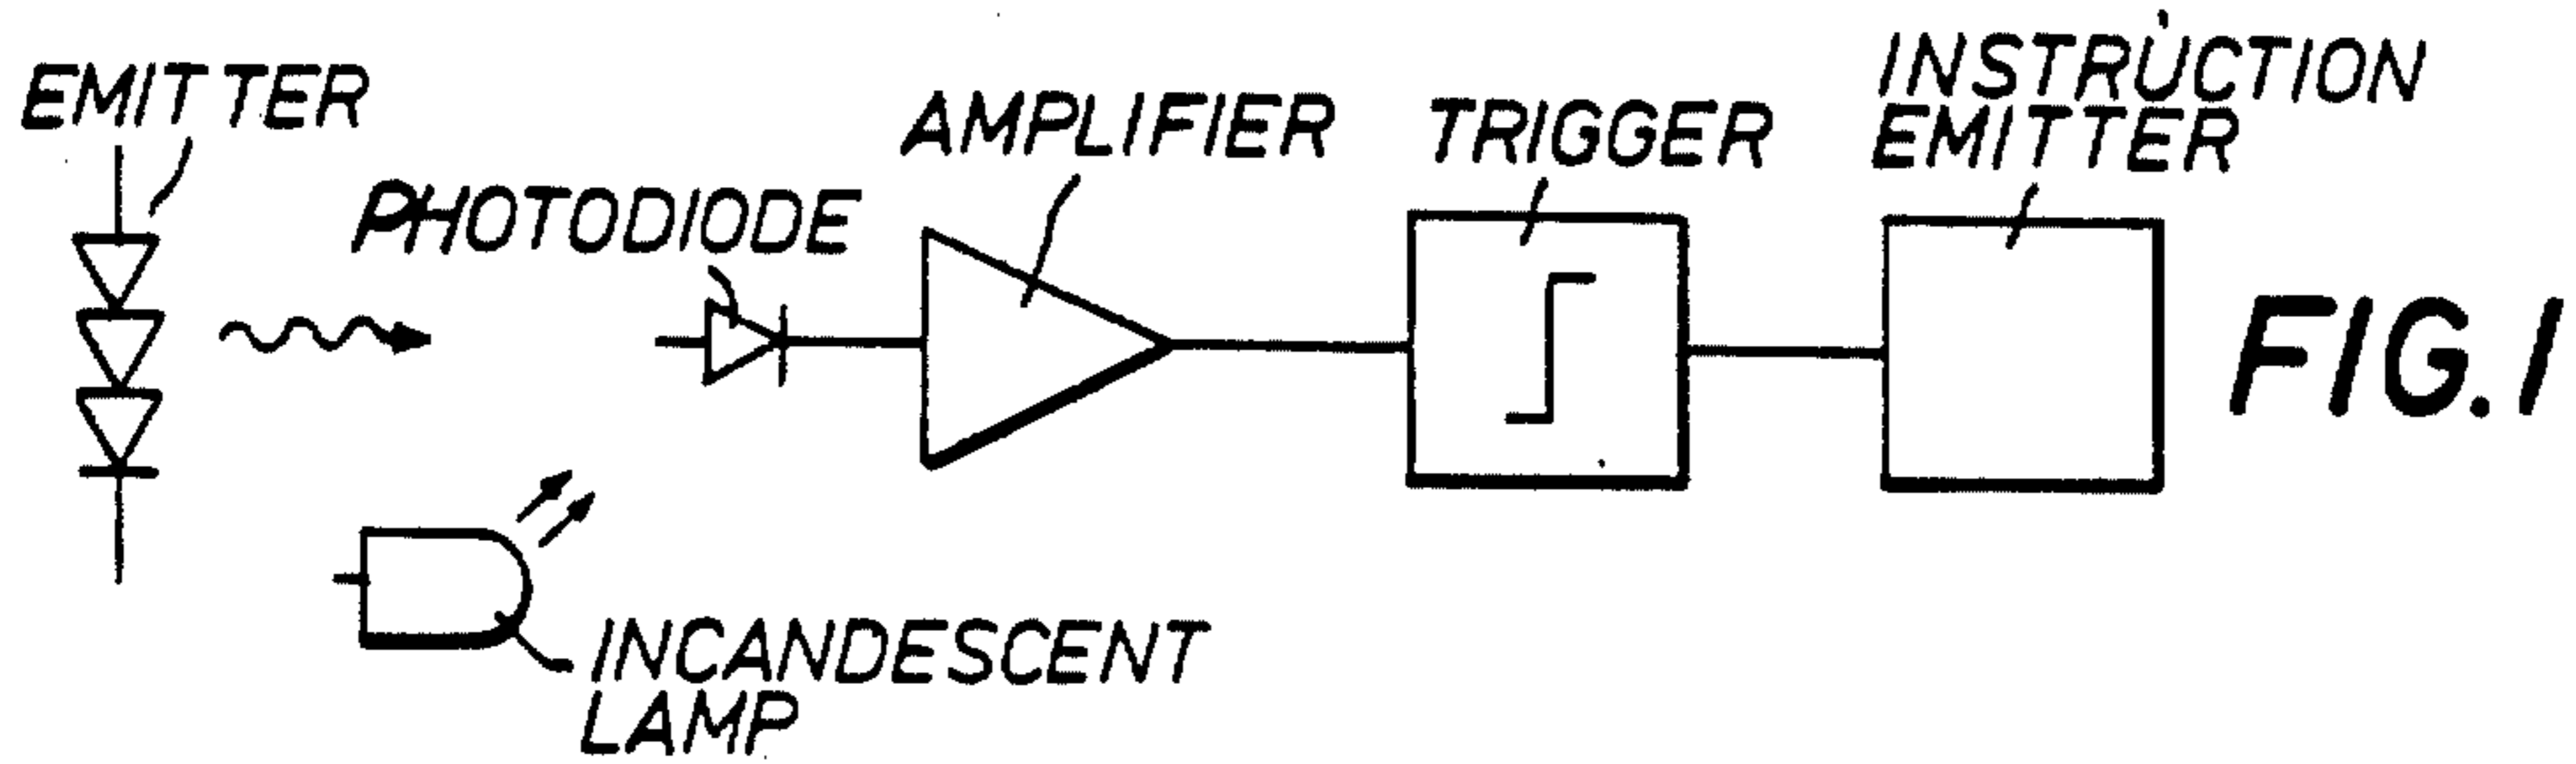 EMITTER
PHOTODIODE
AMPLIFIER
TRIGGER
INSTRUCTION
EMITTER
FIG.1
INCANDESCENT
LAMP